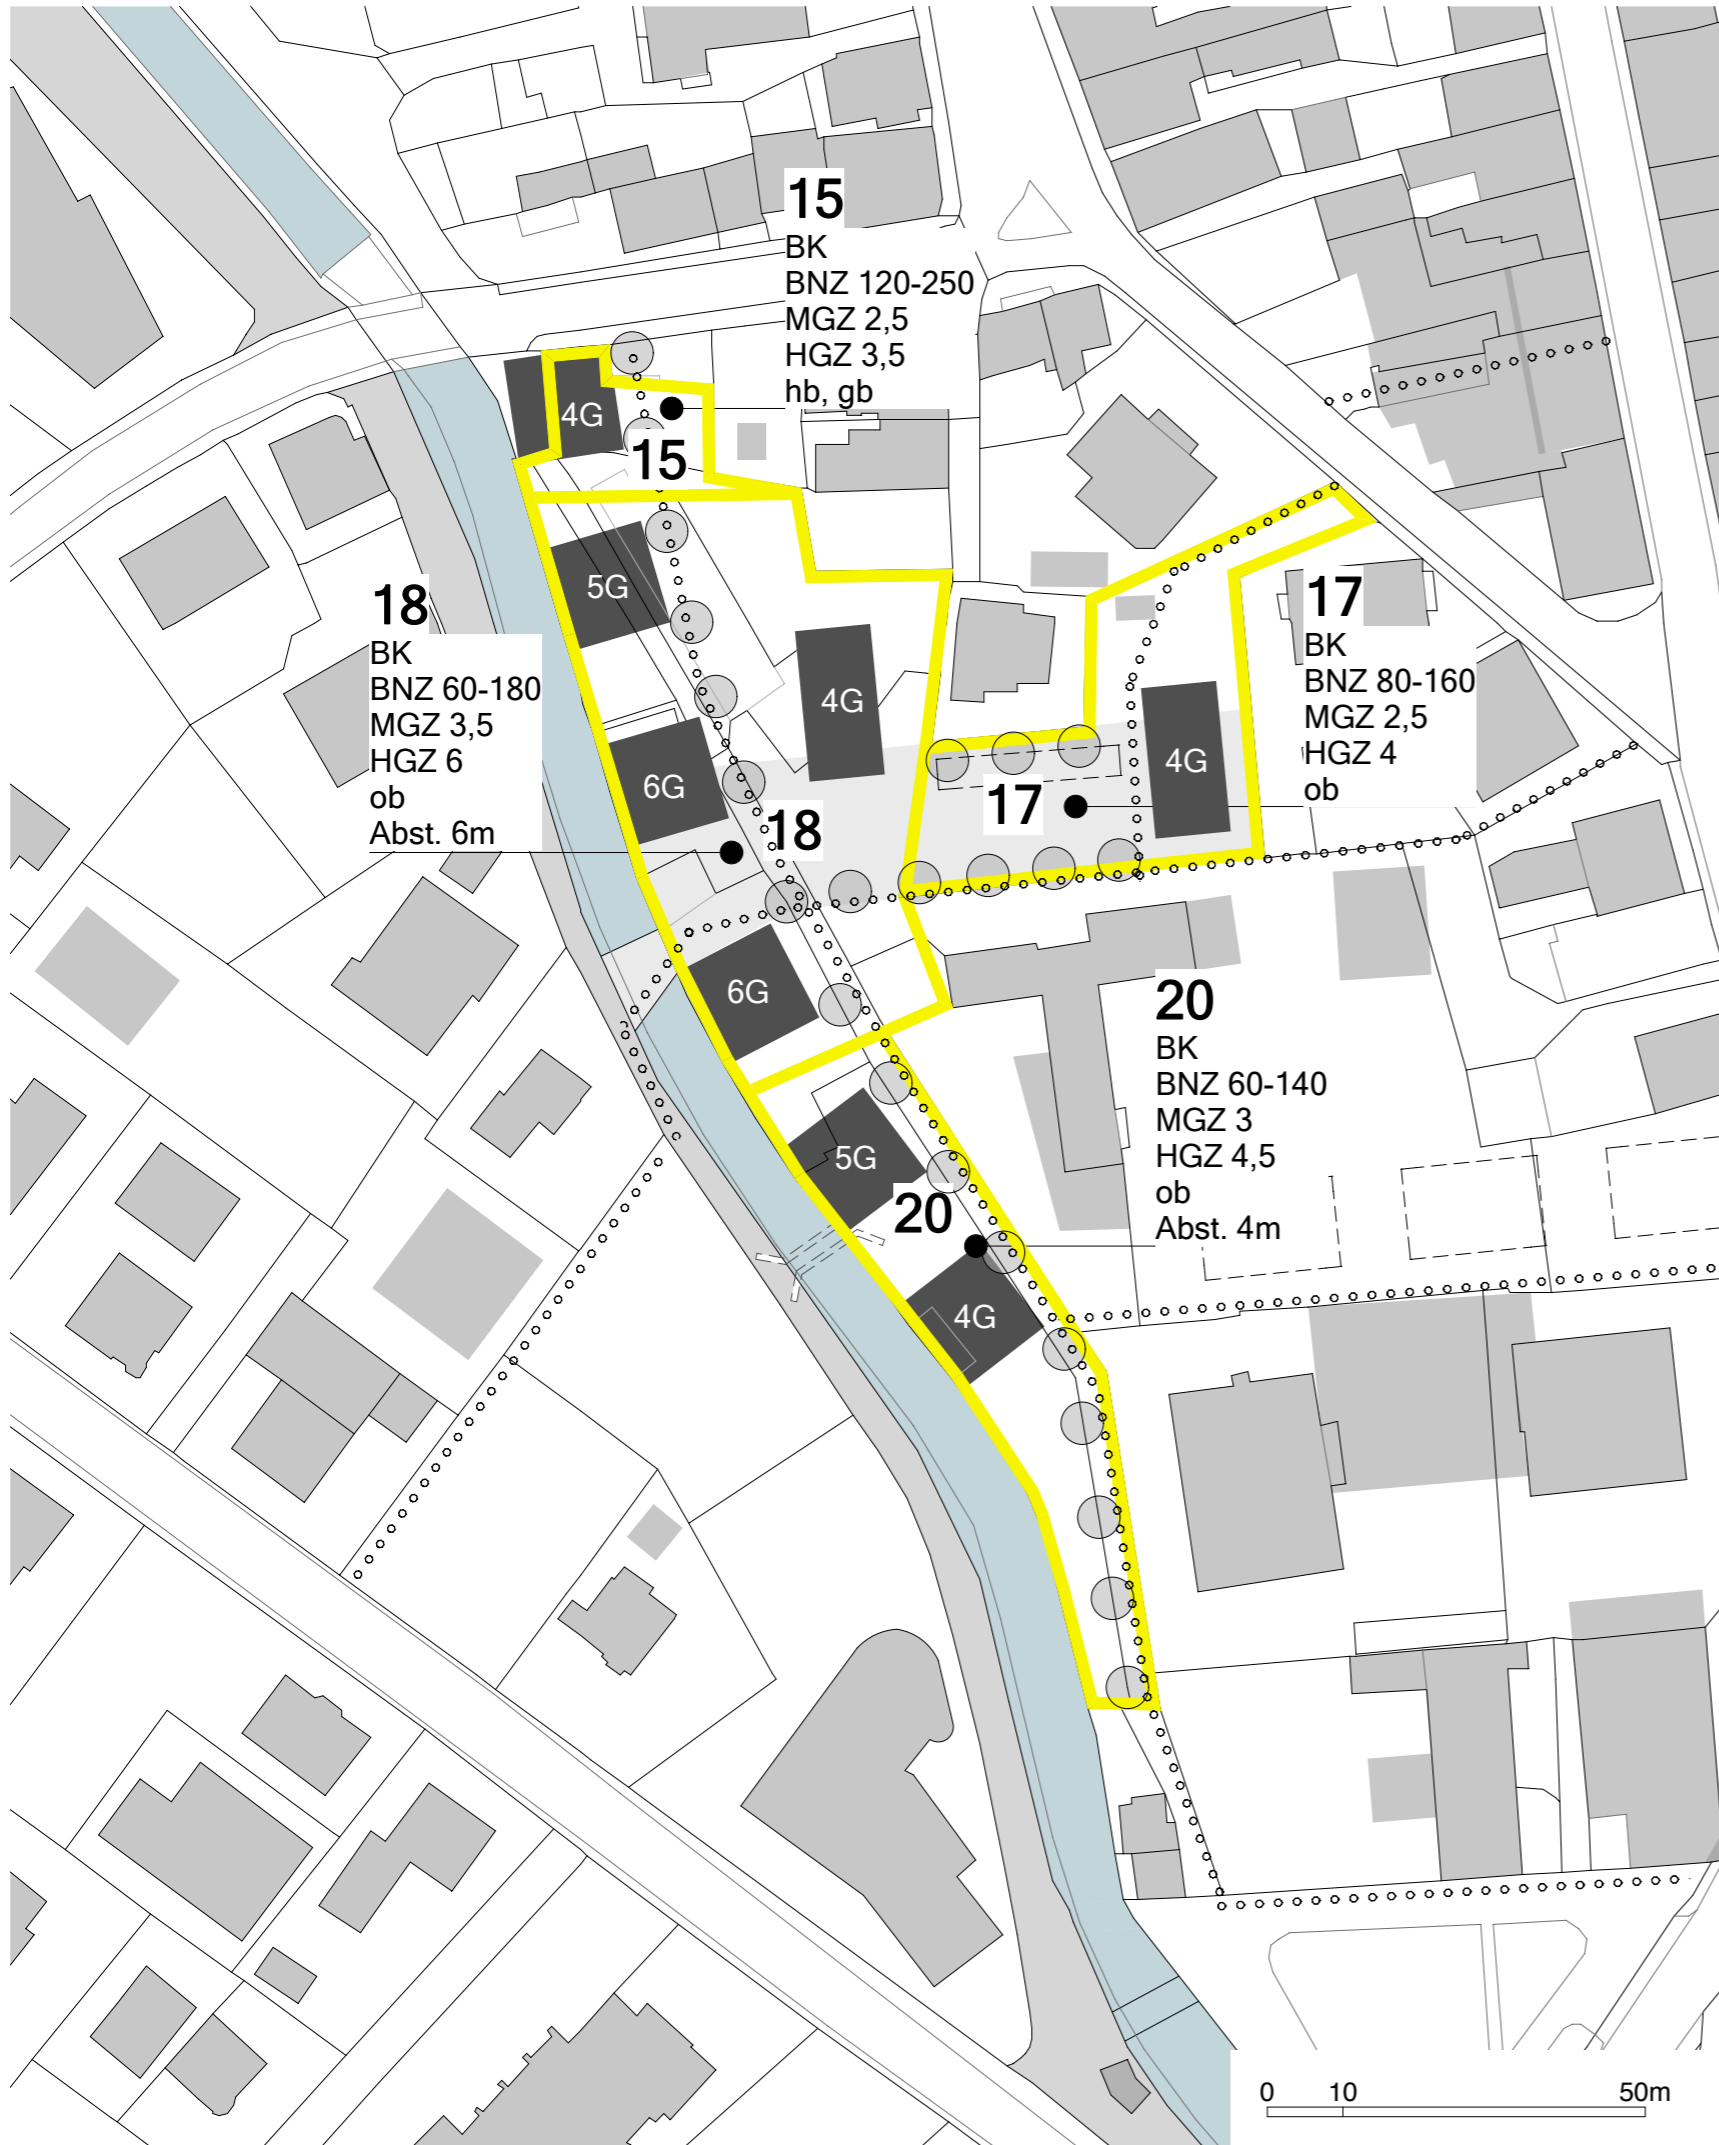 15
BK
BNZ 120-250
MGZ 2,5
HGZ 3,5
hb, gb
4G
15
5G
18
BK
BNZ 60-180
MGZ 3,5
HGZ 6
ob
Abst. 6m
17
BK
BNZ 80-160
MGZ 2,5
HGZ 4
ob
4G
4G
6G
17
18
6G
20
BK
BNZ 60-140
MGZ 3
HGZ 4,5
ob
Abst. 4m
5G
20
4G
0 10 50m